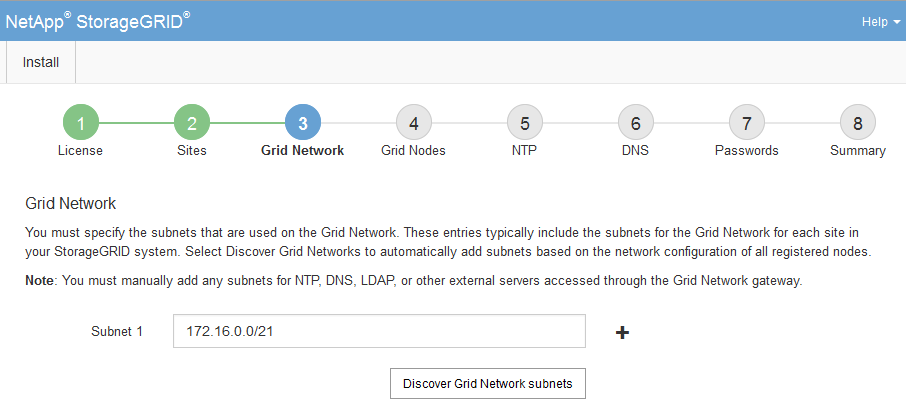 NetApp® StorageGRID®
Help
Install
1 2 3 4 5 6 7 8
License Sites Grid Network Grid Nodes NTP DNS Passwords Summary
Grid Network
You must specify the subnets that are used on the Grid Network. These entries typically include the subnets for the Grid Network for each site in
your StorageGRID system. Select Discover Grid Networks to automatically add subnets based on the network configuration of all registered nodes.
Note: You must manually add any subnets for NTP, DNS, LDAP, or other external servers accessed through the Grid Network gateway.
Subnet 1 172.16.0.0/21 +
Discover Grid Network subnets